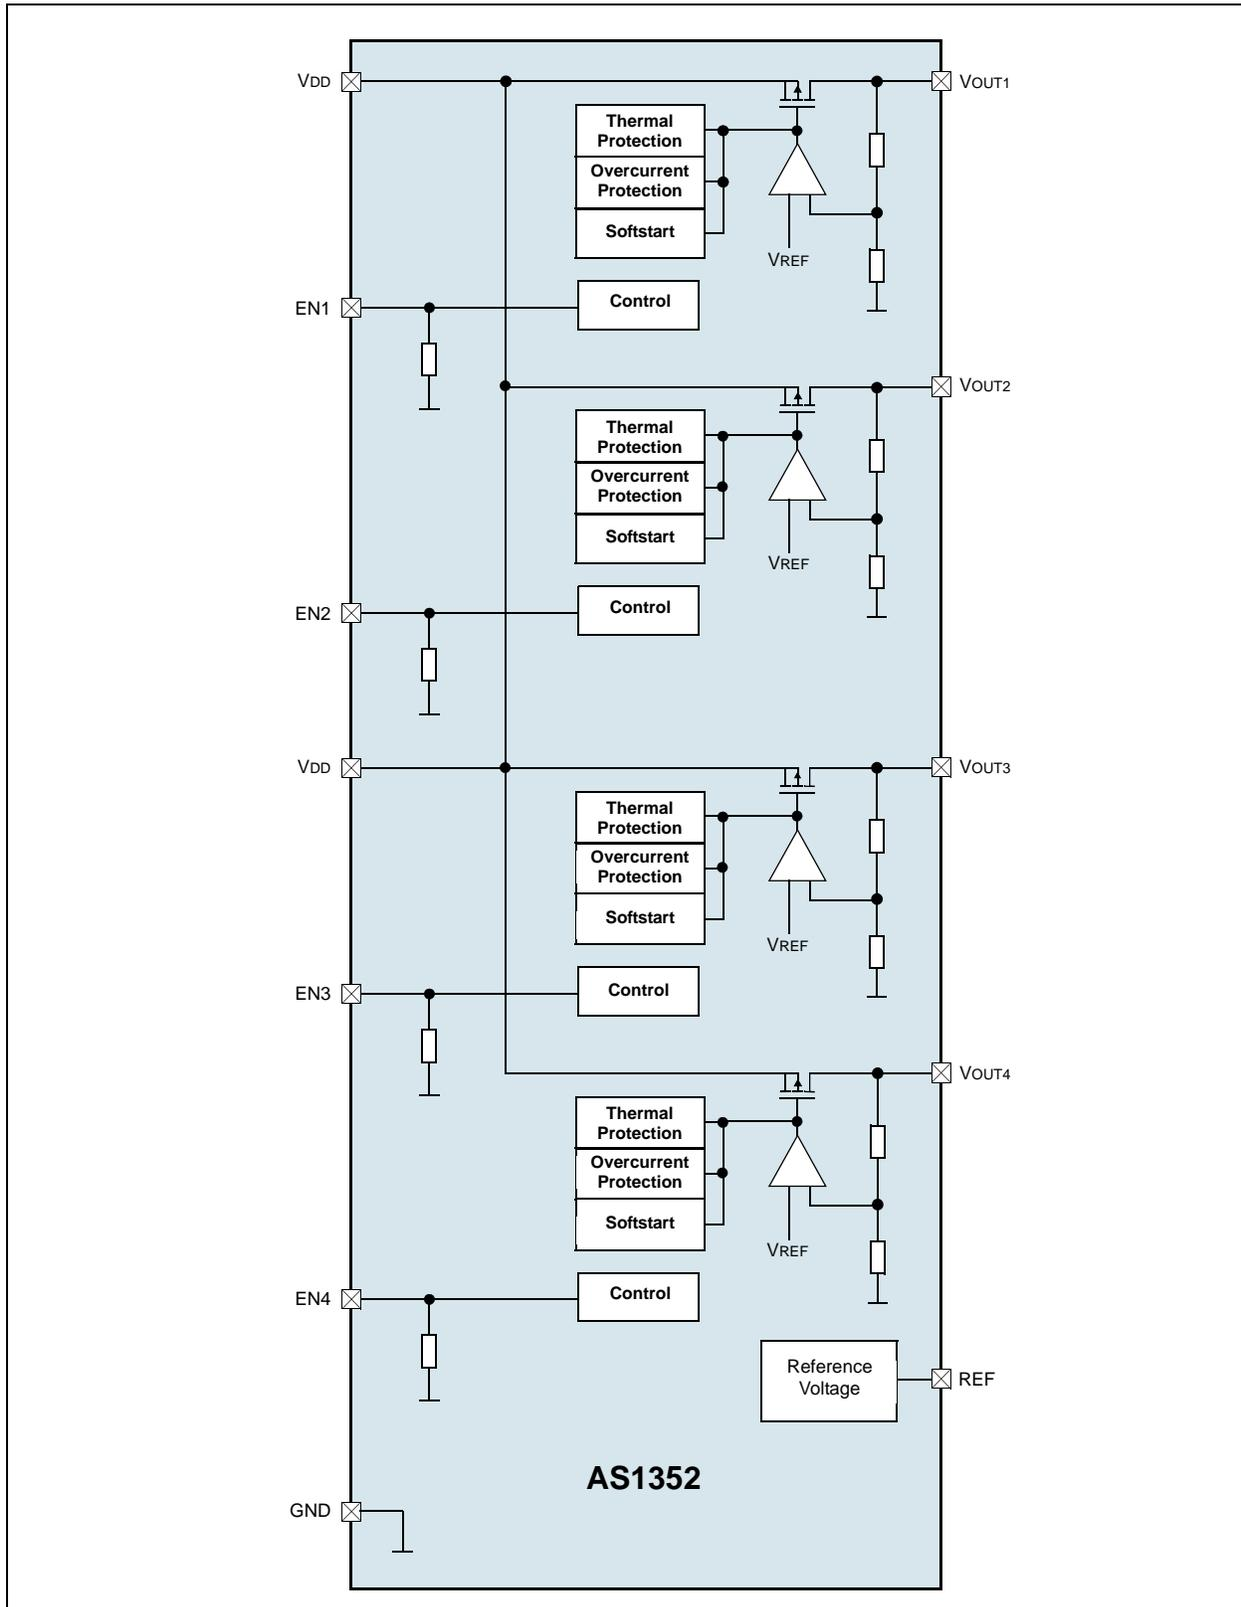 VDD
VOUT1
Thermal
Protection
Overcurrent
Protection
Softstart
VREF
EN1
Control
VOUT2
Thermal
Protection
Overcurrent
Protection
Softstart
VREF
EN2
Control
VDD
VOUT3
Thermal
Protection
Overcurrent
Protection
Softstart
VREF
EN3
Control
VOUT4
Thermal
Protection
Overcurrent
Protection
Softstart
VREF
EN4
Control
Reference
Voltage
REF
AS1352
GND